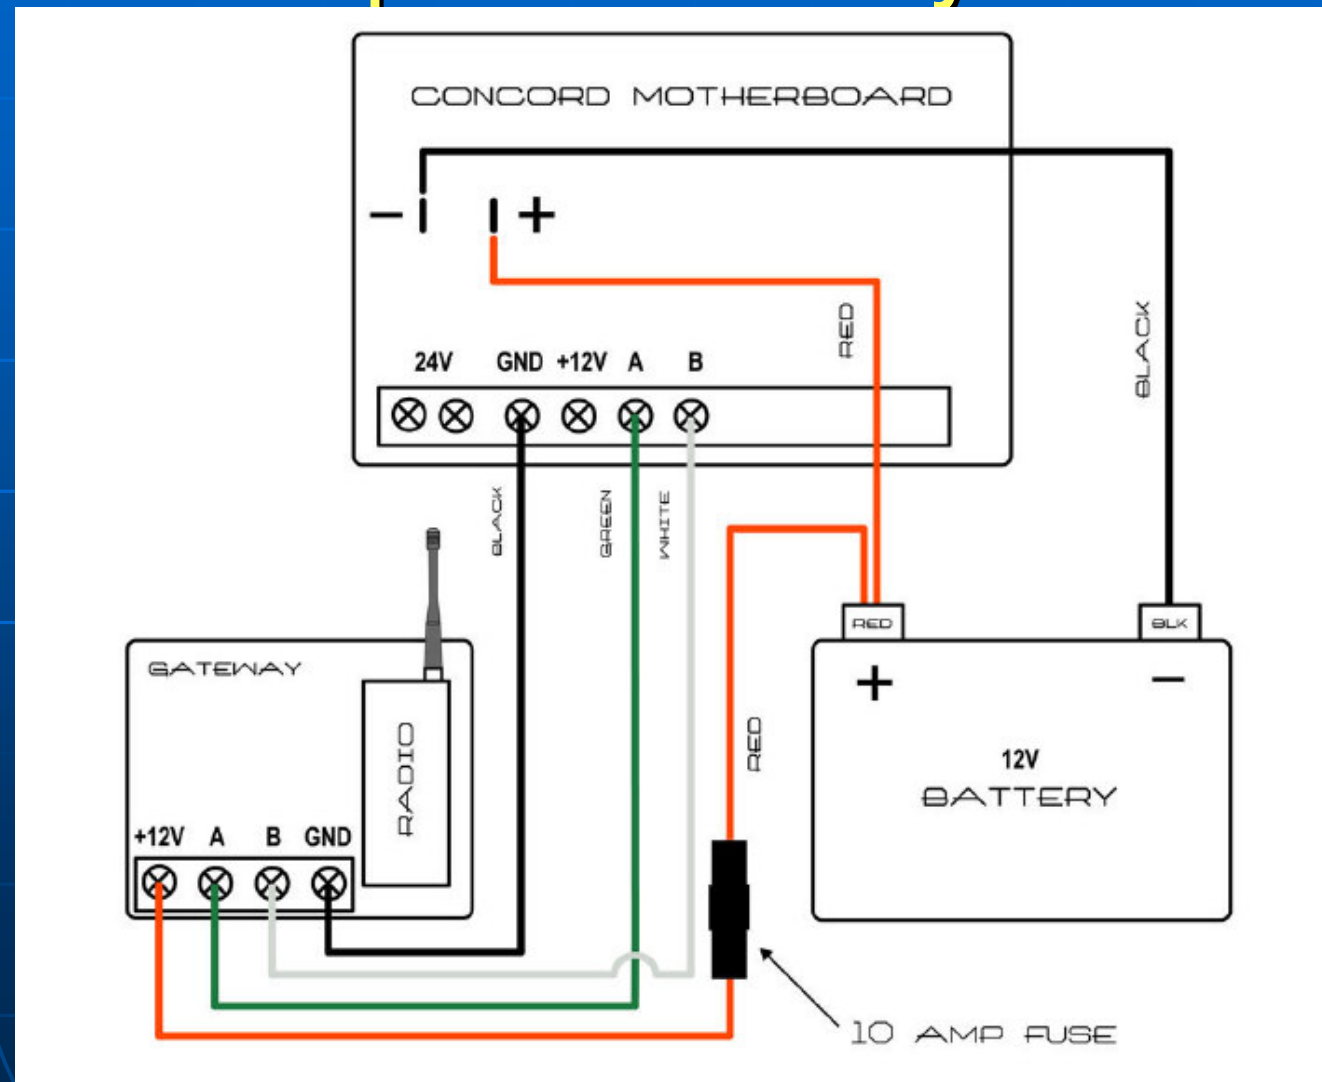 CONCORD MOTHERBOARD
− +
RED
BLACK
24V GND +12V A B
BLACK
GREEN
WHITE
RED
BLK
GATEWAY
+ −
RADIO
RED
12V
BATTERY
+12V A B GND
10 AMP FUSE